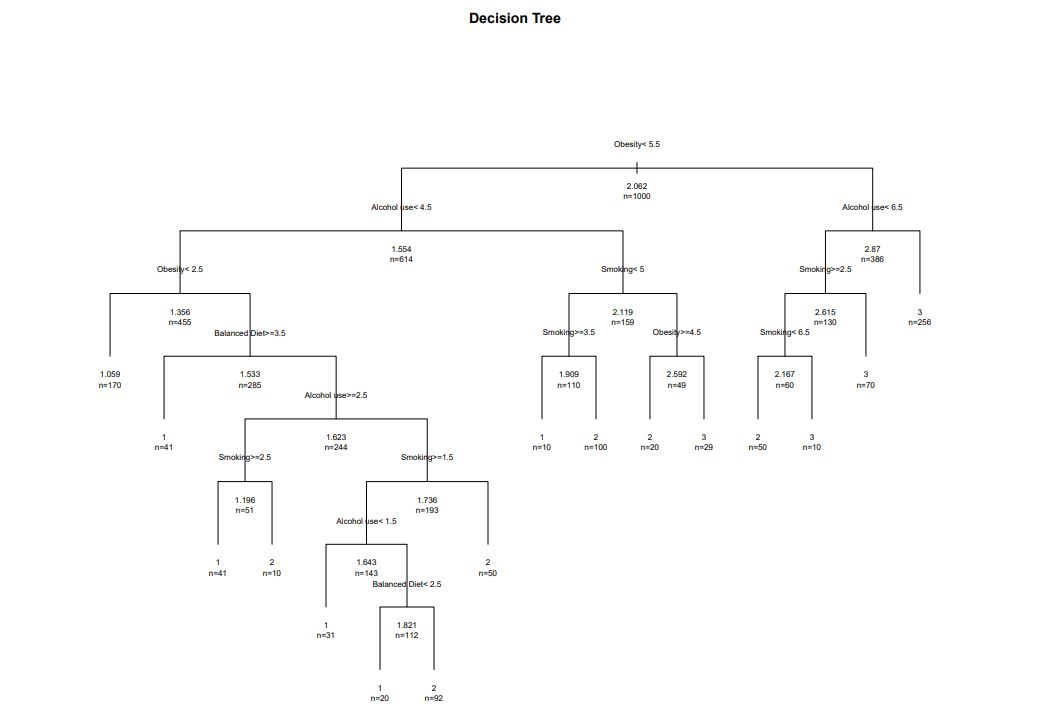 Decision Tree
Obesity< 5.5
2.062
n=1000
Alcohol use< 4.5
Alcohol use< 6.5
1.554
n=614
2.87
n=386
Obesity< 2.5
Smoking< 5
Smoking>=2.5
1.356
n=455
2.119
n=159
2.615
n=130
3
n=256
Balanced Diet>=3.5
Smoking>=3.5
Obesity>=4.5
Smoking< 6.5
1.059
n=170
1.533
n=285
1.909
n=110
2.592
n=49
2.167
n=60
3
n=70
Alcohol use>=2.5
1
n=41
1.623
n=244
1
n=10
2
n=100
2
n=20
3
n=29
2
n=50
3
n=10
Smoking>=2.5
Smoking>=1.5
1.196
n=51
1.736
n=193
Alcohol use< 1.5
1
n=41
2
n=10
1.643
n=143
2
n=50
Balanced Diet< 2.5
1
n=31
1.821
n=112
1
n=20
2
n=92